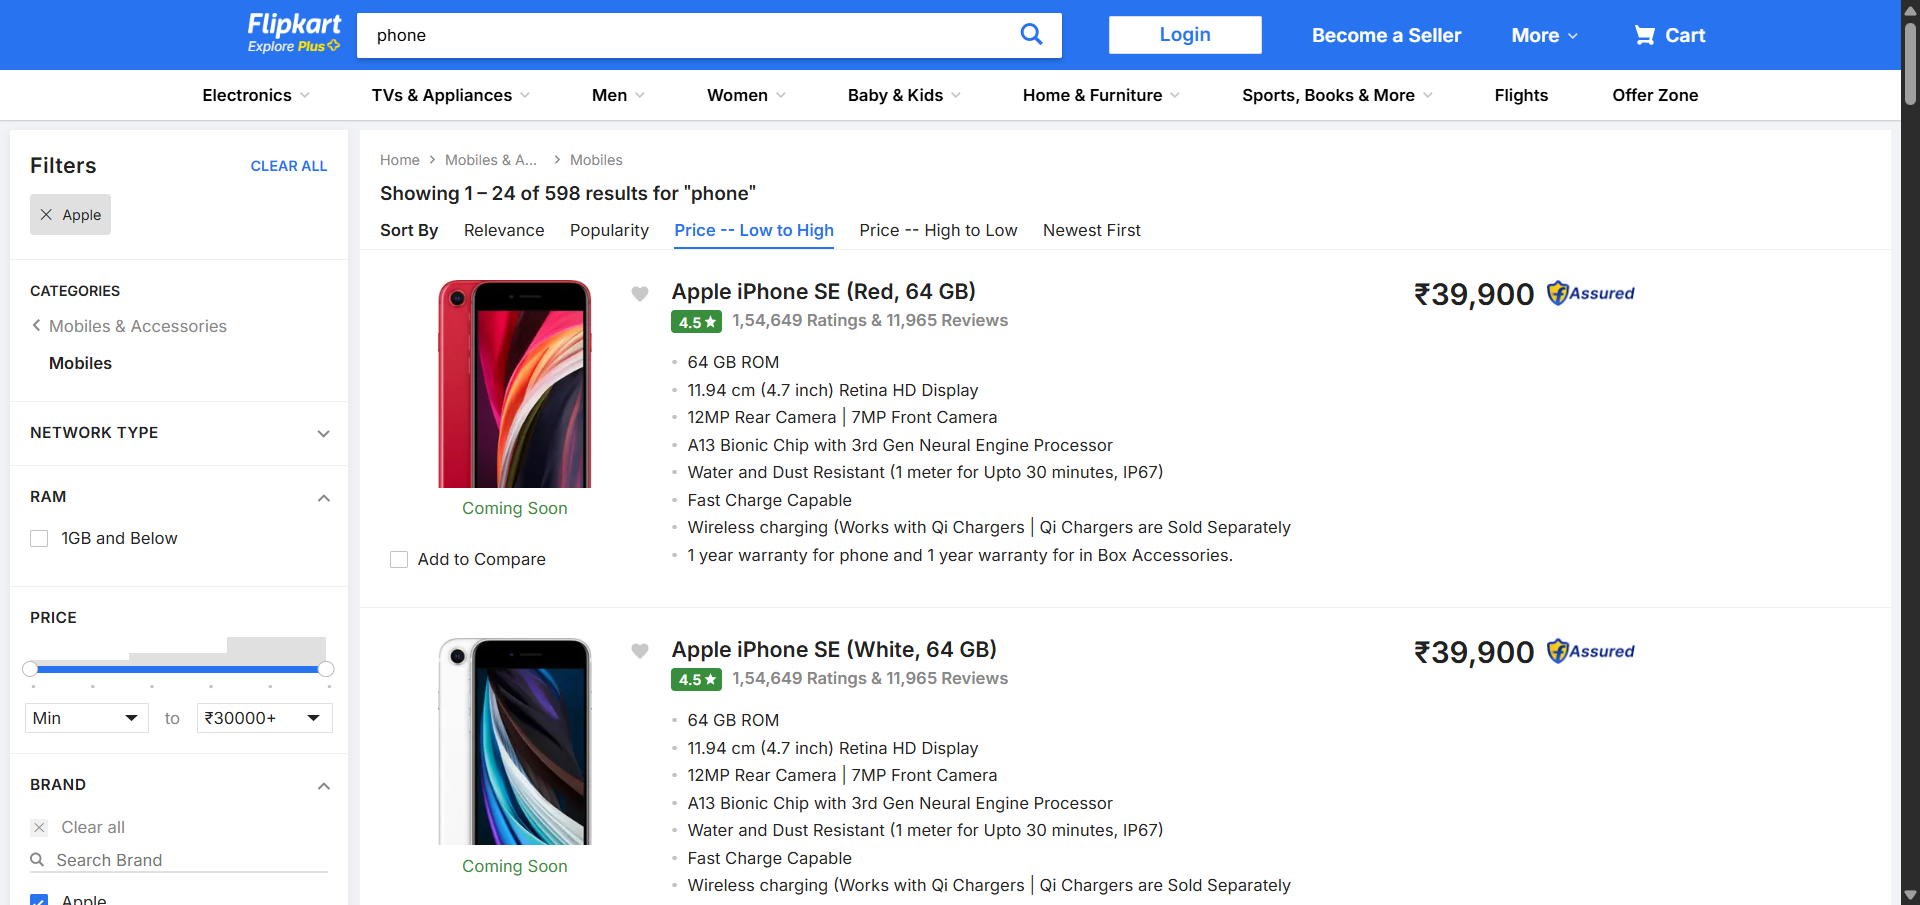 Flipkart
Explore Plus
phone
Login
Become a Seller
More
Cart
Electronics
TVs & Appliances
Men
Women
Baby & Kids
Home & Furniture
Sports, Books & More
Flights
Offer Zone
Filters
CLEAR ALL
Apple
CATEGORIES
Mobiles & Accessories
Mobiles
NETWORK TYPE
RAM
1GB and Below
PRICE
Min
to
₹30000+
BRAND
Clear all
Search Brand
Apple
Home
Mobiles & A...
Mobiles
Showing 1 – 24 of 598 results for "phone"
Sort By
Relevance
Popularity
Price -- Low to High
Price -- High to Low
Newest First
Coming Soon
Add to Compare
Apple iPhone SE (Red, 64 GB)
4.5
1,54,649 Ratings & 11,965 Reviews
64 GB ROM
11.94 cm (4.7 inch) Retina HD Display
12MP Rear Camera | 7MP Front Camera
A13 Bionic Chip with 3rd Gen Neural Engine Processor
Water and Dust Resistant (1 meter for Upto 30 minutes, IP67)
Fast Charge Capable
Wireless charging (Works with Qi Chargers | Qi Chargers are Sold Separately
1 year warranty for phone and 1 year warranty for in Box Accessories.
₹39,900
Assured
Coming Soon
Apple iPhone SE (White, 64 GB)
4.5
1,54,649 Ratings & 11,965 Reviews
64 GB ROM
11.94 cm (4.7 inch) Retina HD Display
12MP Rear Camera | 7MP Front Camera
A13 Bionic Chip with 3rd Gen Neural Engine Processor
Water and Dust Resistant (1 meter for Upto 30 minutes, IP67)
Fast Charge Capable
Wireless charging (Works with Qi Chargers | Qi Chargers are Sold Separately
₹39,900
Assured